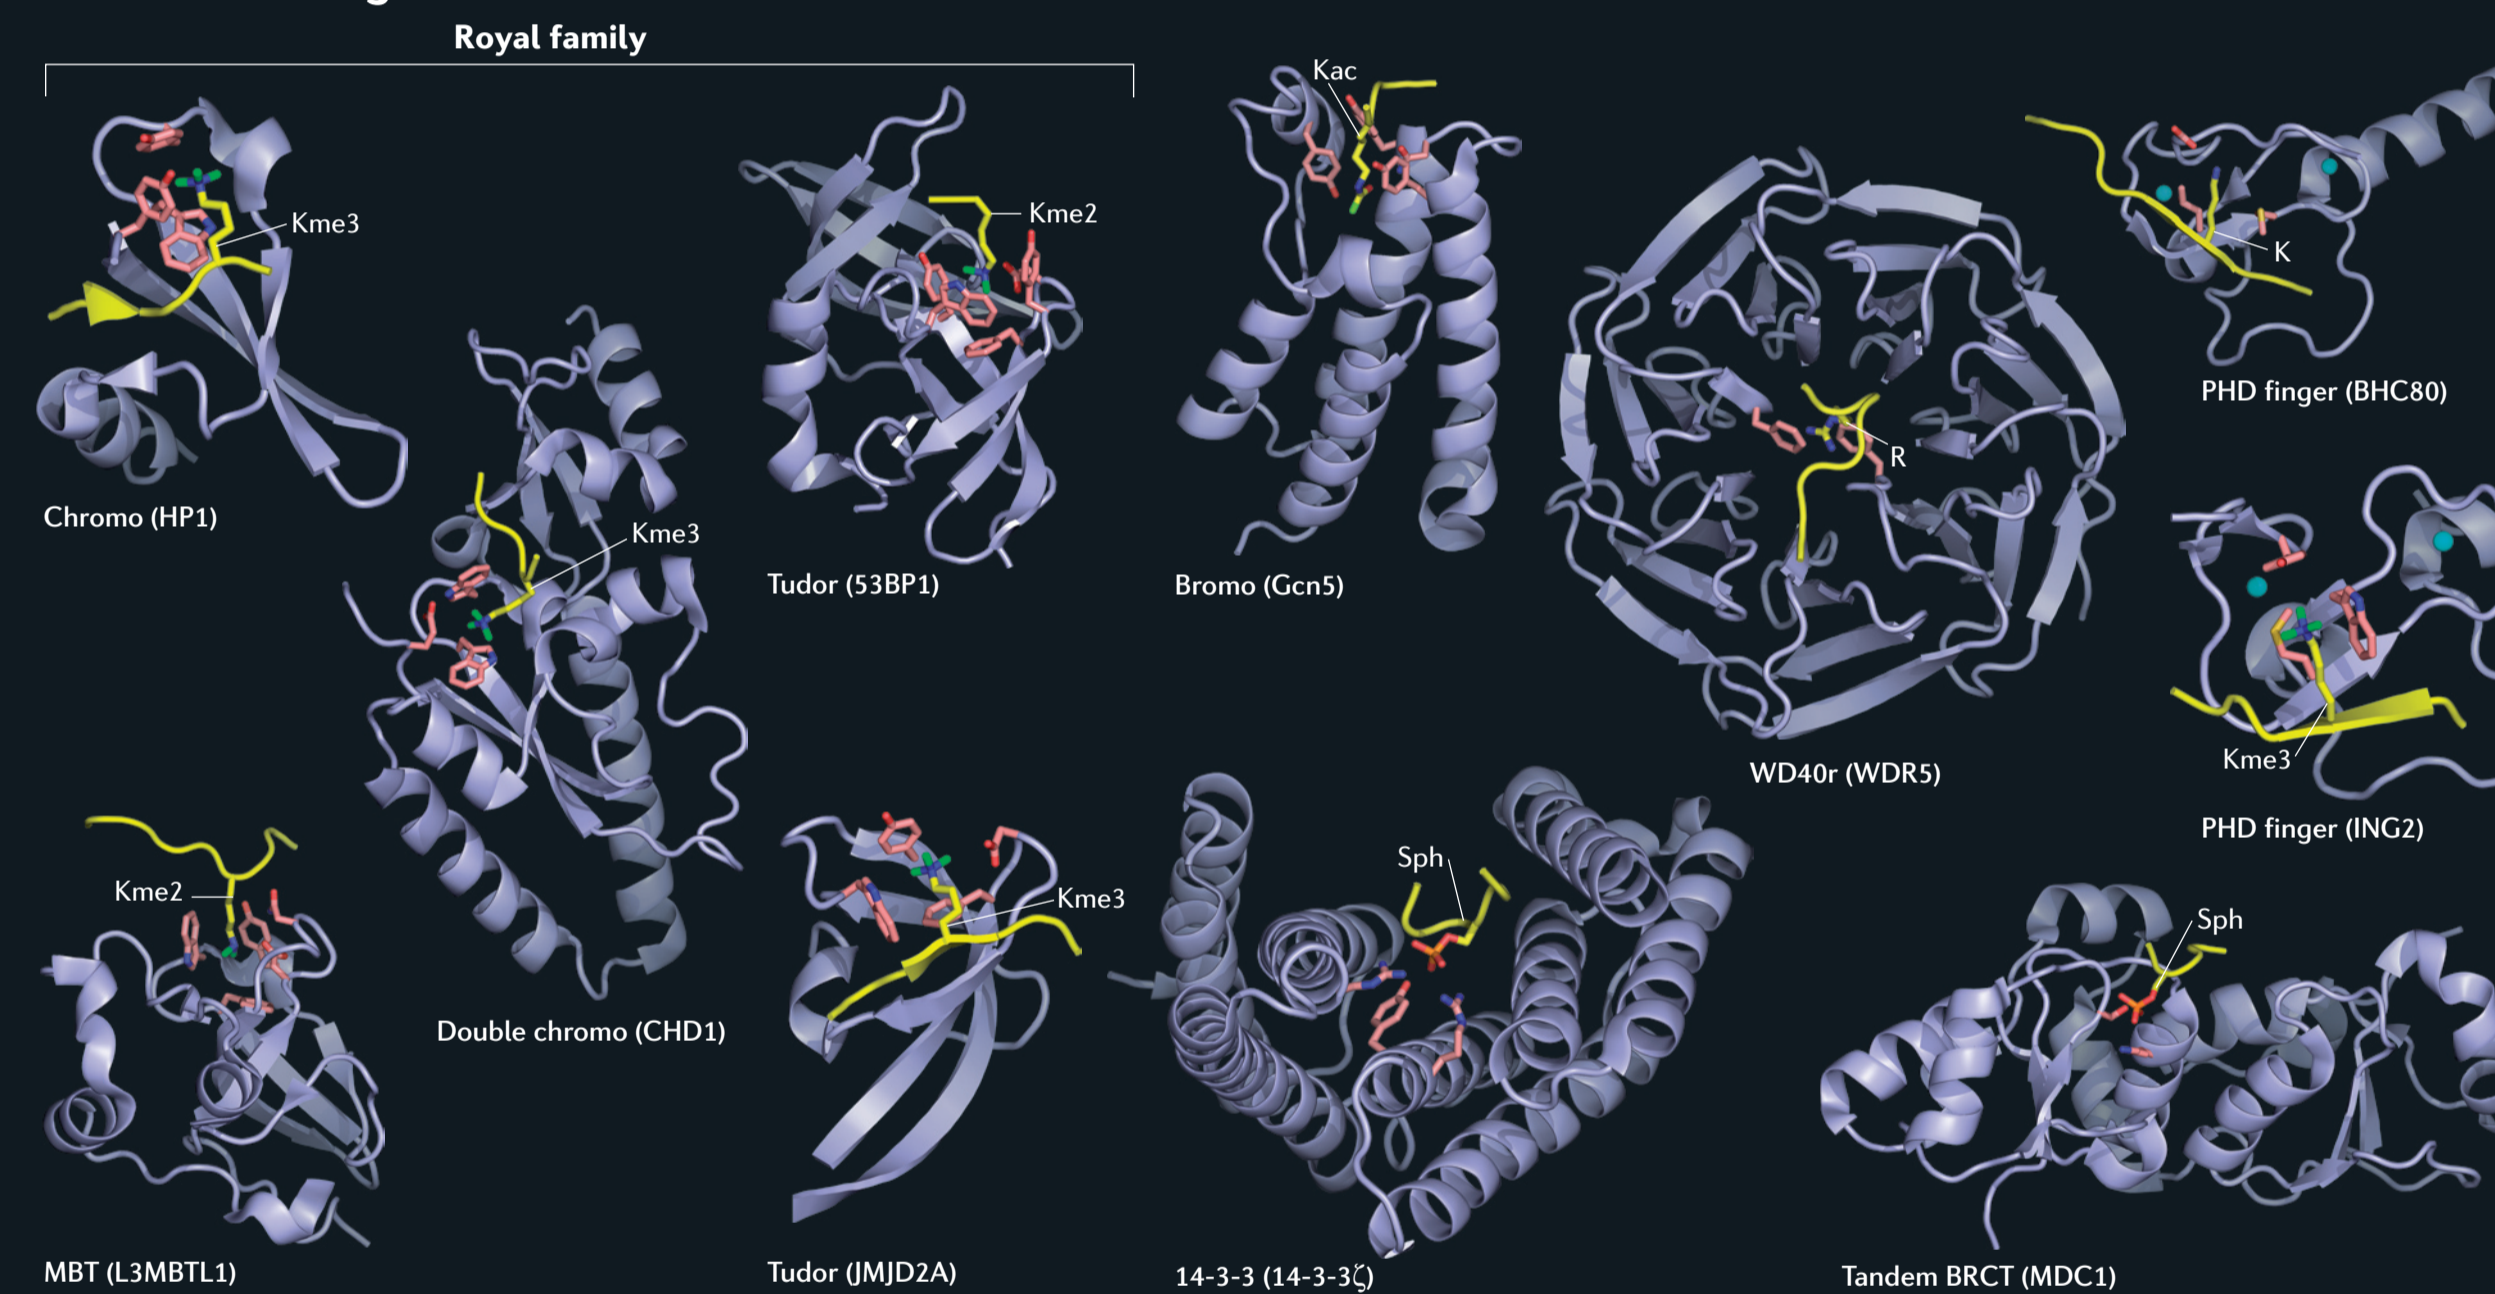 Royal family
Kme3
Chromo (HP1)
Kme3
Double chromo (CHD1)
Kme2
Tudor (53BP1)
Kme2
MBT (L3MBTL1)
Kme3
Tudor (JMJD2A)
Kac
Bromo (Gcn5)
R
WD40r (WDR5)
K
PHD finger (BHC80)
Kme3
PHD finger (ING2)
Sph
14-3-3 (14-3-3ζ)
Sph
Tandem BRCT (MDC1)